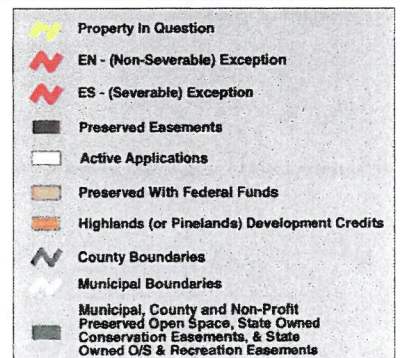 Property In Question
EN - (Non-Severable) Exception
ES - (Severable) Exception
Preserved Easements
Active Applications
Preserved With Federal Funds
Highlands (or Pinelands) Development Credits
County Boundaries
Municipal Boundaries
Municipal, County and Non-Profit
Preserved Open Space, State Owned
Conservation Easements, & State
Owned O/S & Recreation Easements